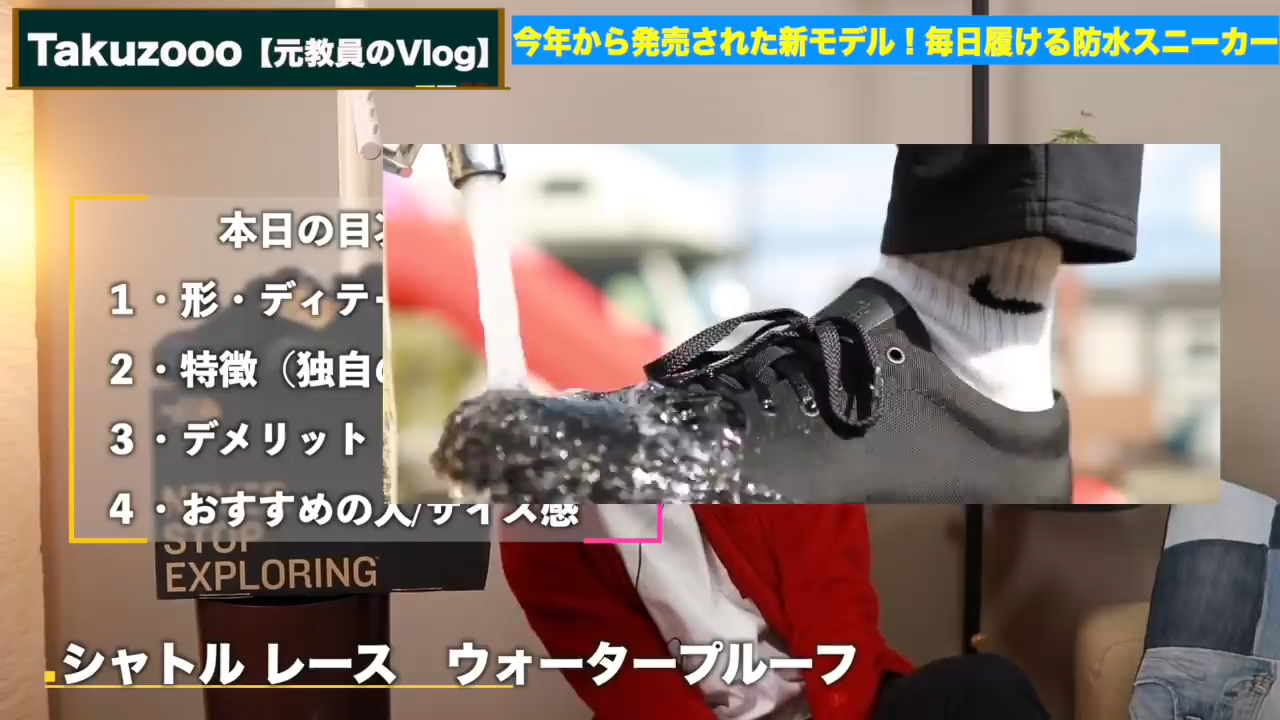 Takuzooo【元教員のVlog】
今年から発売された新モデル！毎日履ける防水スニーカー
本日の目次
1・形・ディテー
2・特徴（独自の
3・デメリット
4・おすすめの人/サイズ感
NEVER
STOP
EXPLORING
シャトル レース　ウォータープルーフ